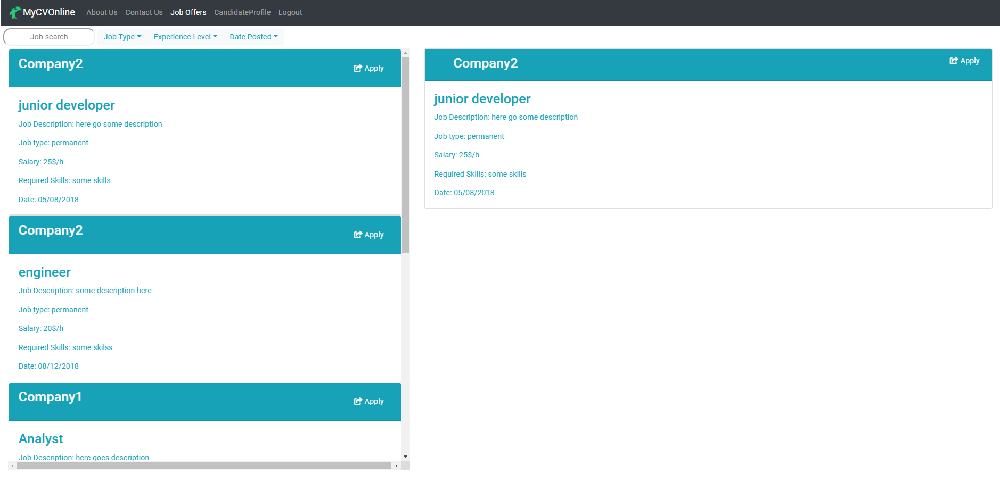 MyCVOnline About Us Contact Us Job Offers CandidateProfile Logout
Job search Job Type Experience Level Date Posted
Company2
Apply
junior developer
Job Description: here go some description
Job type: permanent
Salary: 25$/h
Required Skills: some skills
Date: 05/08/2018
Company2
Apply
engineer
Job Description: some description here
Job type: permanent
Salary: 20$/h
Required Skills: some skilss
Date: 08/12/2018
Company1
Apply
Analyst
Job Description: here goes description
Company2
Apply
junior developer
Job Description: here go some description
Job type: permanent
Salary: 25$/h
Required Skills: some skills
Date: 05/08/2018